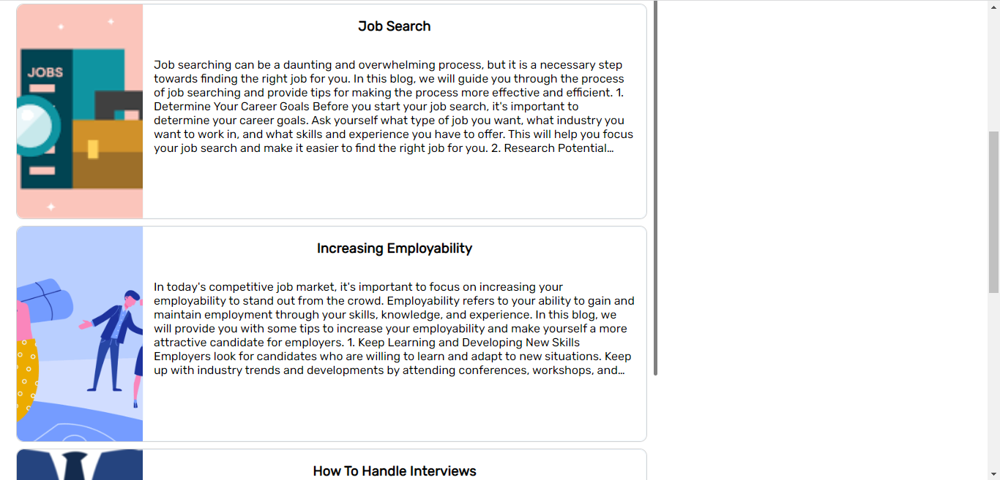 Job Search
JOBS
Job searching can be a daunting and overwhelming process, but it is a necessary step
towards finding the right job for you. In this blog, we will guide you through the process
of job searching and provide tips for making the process more effective and efficient. 1.
Determine Your Career Goals Before you start your job search, it's important to
determine your career goals. Ask yourself what type of job you want, what industry you
want to work in, and what skills and experience you have to offer. This will help you focus
your job search and make it easier to find the right job for you. 2. Research Potential…
Increasing Employability
In today's competitive job market, it's important to focus on increasing your
employability to stand out from the crowd. Employability refers to your ability to gain and
maintain employment through your skills, knowledge, and experience. In this blog, we
will provide you with some tips to increase your employability and make yourself a more
attractive candidate for employers. 1. Keep Learning and Developing New Skills
Employers look for candidates who are willing to learn and adapt to new situations. Keep
up with industry trends and developments by attending conferences, workshops, and…
How To Handle Interviews